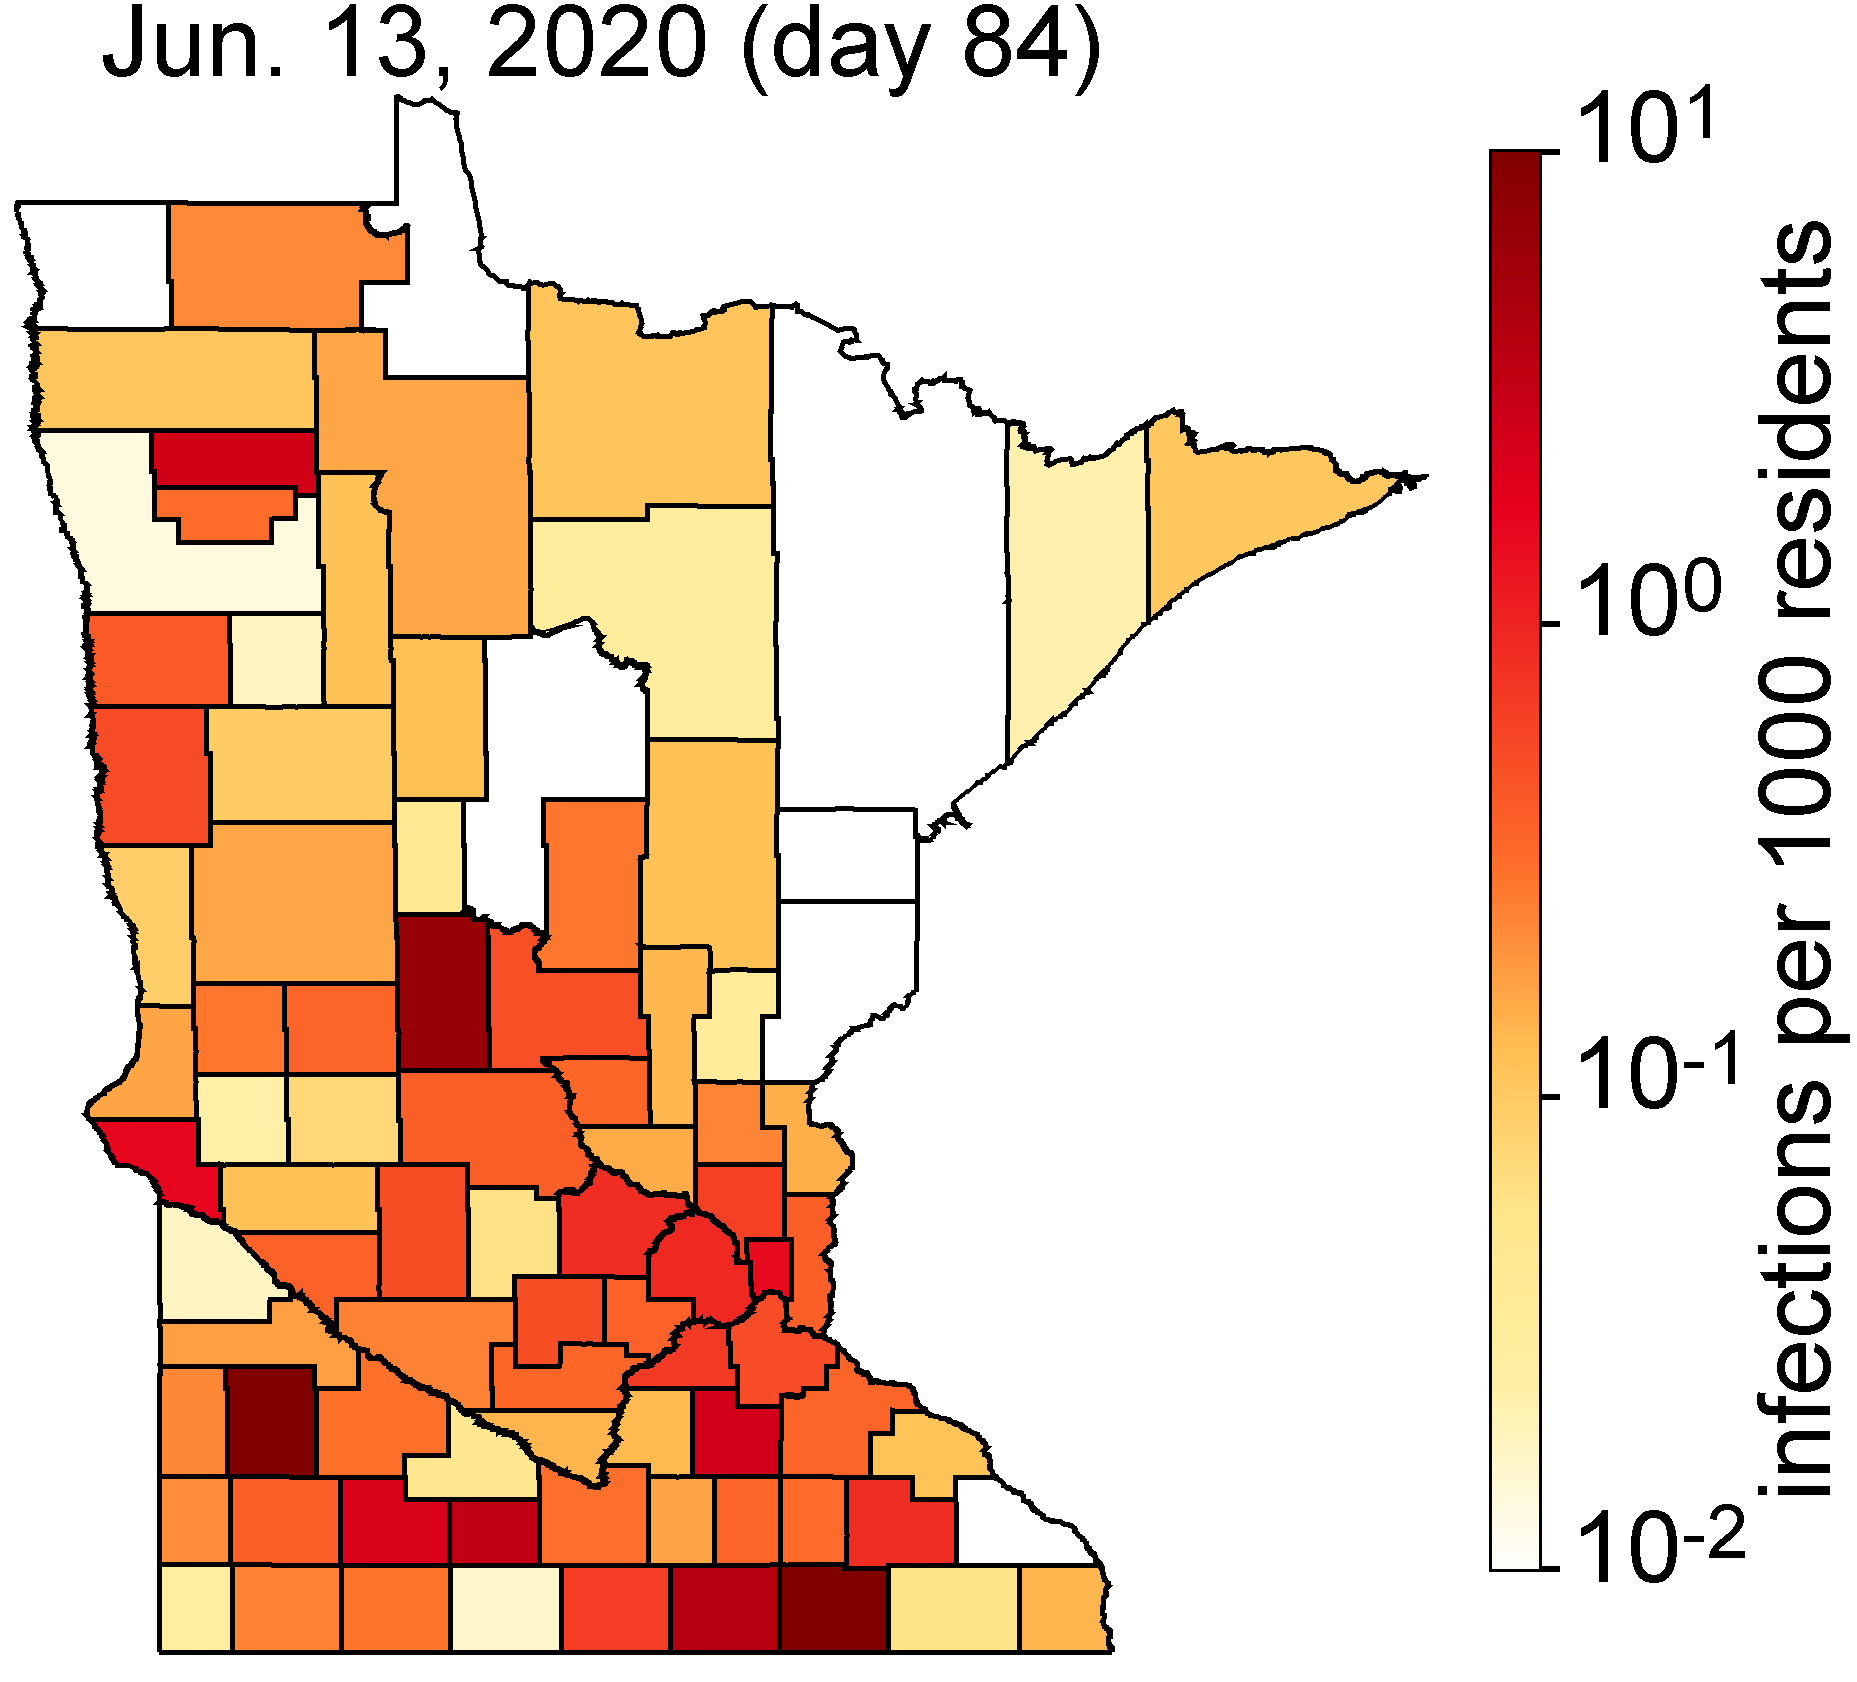 Jun. 13, 2020 (day 84)
10¹
10⁰
10⁻¹
10⁻²
infections per 1000 residents